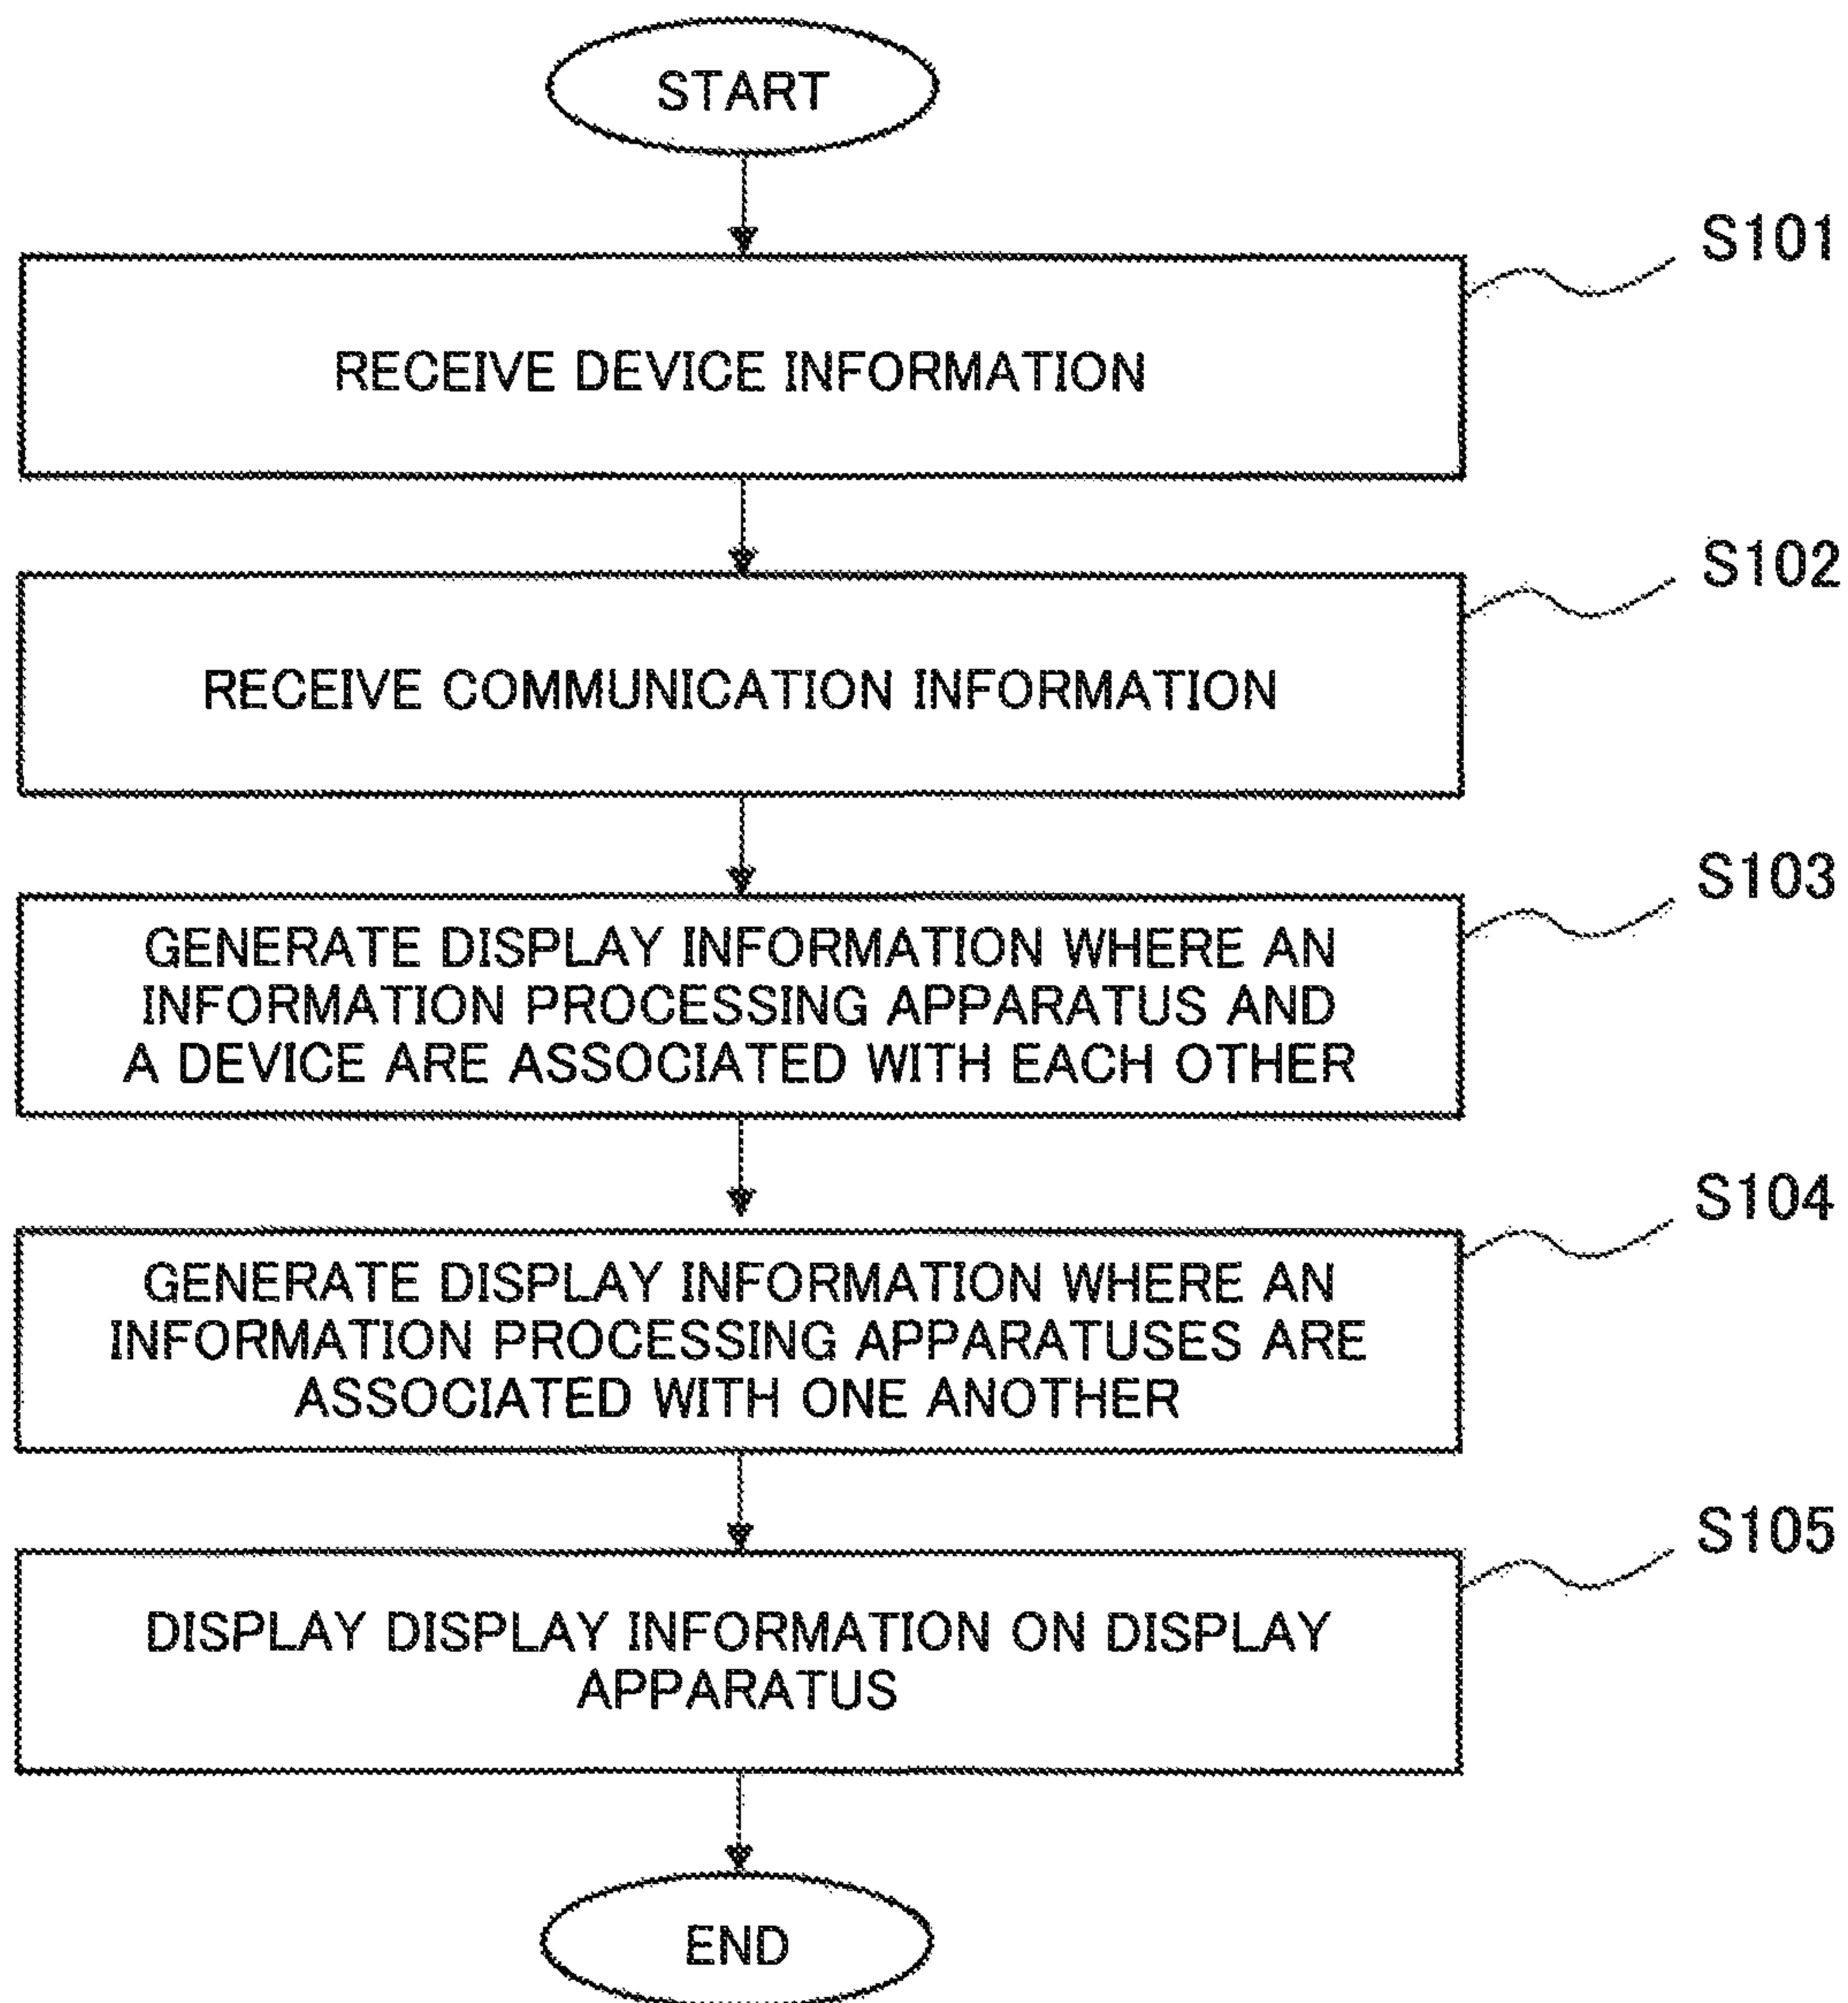 START
S101
RECEIVE DEVICE INFORMATION
S102
RECEIVE COMMUNICATION INFORMATION
S103
GENERATE DISPLAY INFORMATION WHERE AN
INFORMATION PROCESSING APPARATUS AND
A DEVICE ARE ASSOCIATED WITH EACH OTHER
S104
GENERATE DISPLAY INFORMATION WHERE AN
INFORMATION PROCESSING APPARATUSES ARE
ASSOCIATED WITH ONE ANOTHER
S105
DISPLAY DISPLAY INFORMATION ON DISPLAY
APPARATUS
END